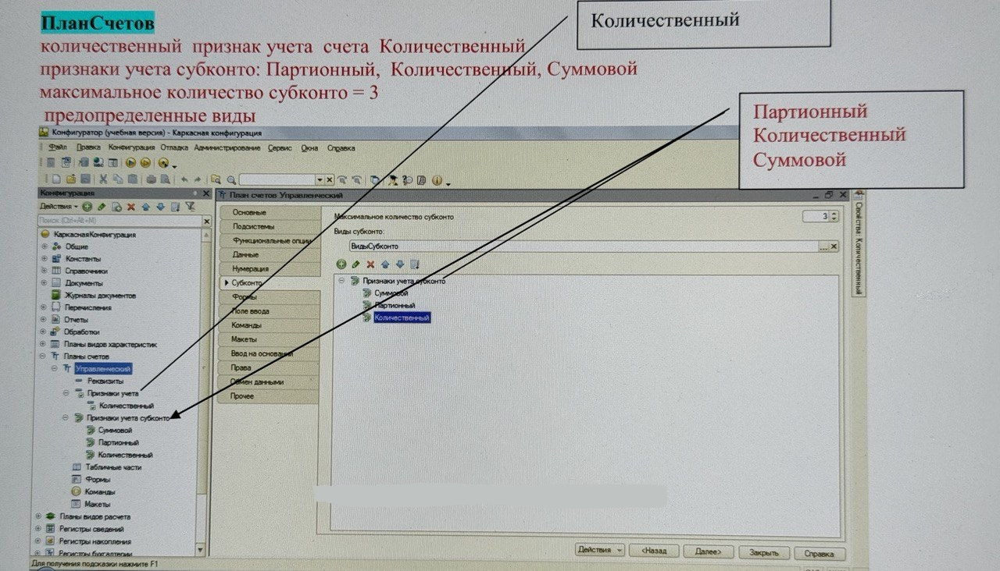 ПланСчетов
количественный признак учета счета Количественный
признаки учета субконто: Партионный, Количественный, Суммовой
максимальное количество субконто = 3
предопределенные виды
Количественный
Партионный
Количественный
Суммовой
Конфигуратор (учебная версия) - Каркасная конфигурация
Файл Правка Конфигурация Отладка Администрирование Сервис Окна Справка
Конфигурация
Действия
Поиск (Ctrl+Alt+M)
КаркаснаяКонфигурация
Общие
Константы
Справочники
Документы
Журналы документов
Перечисления
Отчеты
Обработки
Планы видов характеристик
Планы счетов
Управленческий
Реквизиты
Признаки учета
Количественный
Признаки учета субконто
Суммовой
Партионный
Количественный
Табличные части
Формы
Команды
Макеты
Планы видов расчета
Регистры сведений
Регистры накопления
Регистры бухгалтерии
План счетов Управленческий
Основные
Подсистемы
Функциональные опции
Данные
Нумерация
Субконто
Формы
Поле ввода
Команды
Макеты
Ввод на основании
Права
Обмен данными
Прочее
Максимальное количество субконто
3
Виды субконто:
ВидыСубконто
...
Признаки учета субконто
Суммовой
Партионный
Количественный
Свойства: Количественный
Действия
<Назад
Далее>
Закрыть
Справка
Для получения подсказки нажмите F1